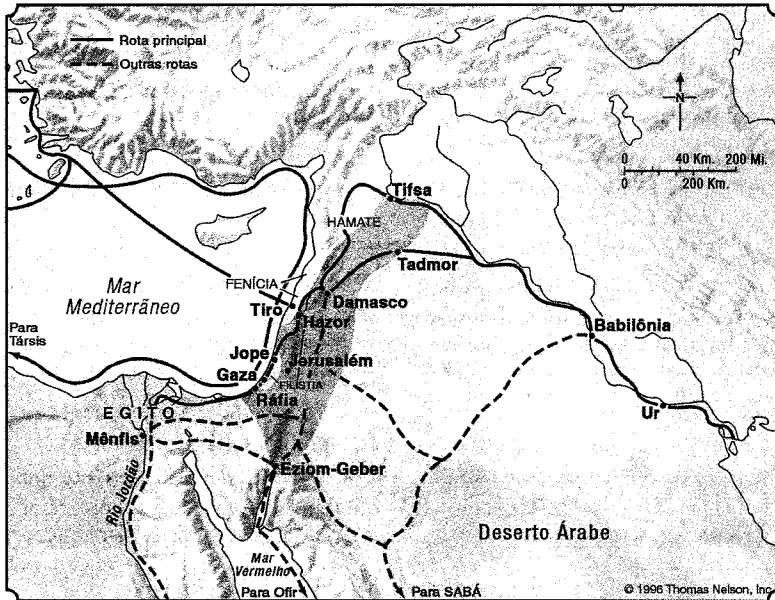 Rota principal
Outras rotas
N
0 40 Km. 200 Mi.
0 200 Km.
Tifsa
HAMATE
Tadmor
FENÍCIA
Mar
Mediterrâneo
Tiro
Damasco
Hazor
Para
Társis
Babilônia
Jope
Jerusalém
Gaza
FILÍSTIA
Ráfia
Ur
EGITO
Mênfis
Eziom-Geber
Rio Jordão
Deserto Árabe
Mar
Vermelho
Para Ofir
Para SABÁ
© 1996 Thomas Nelson, Inc